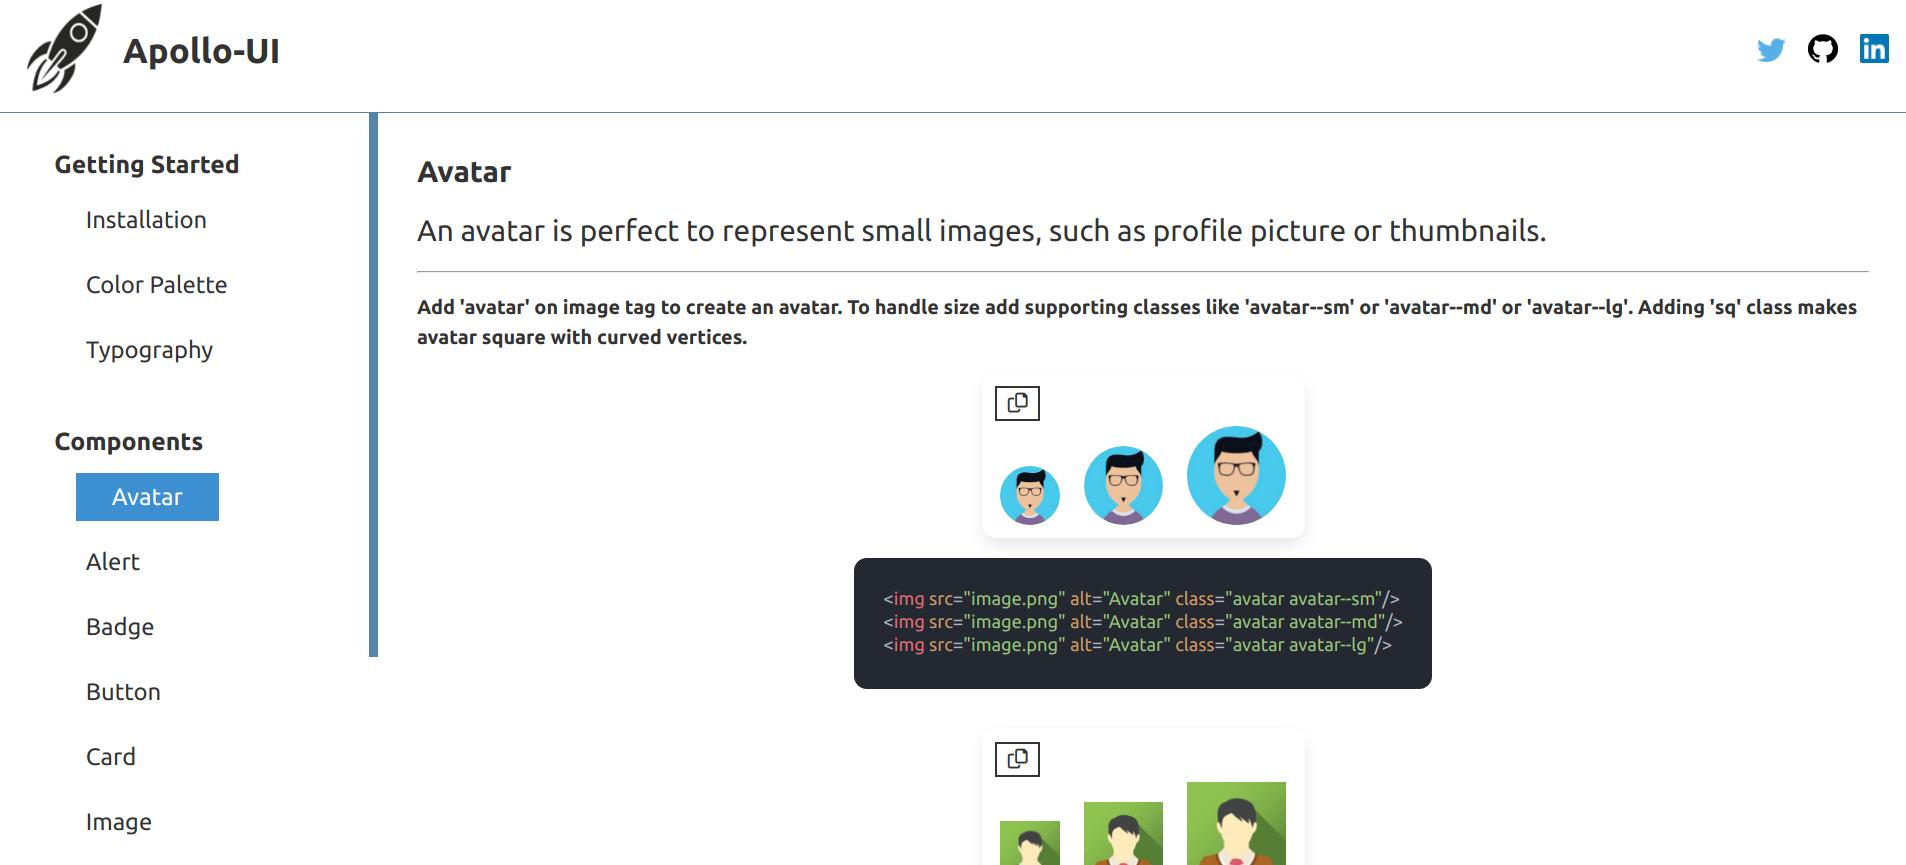 Apollo-UI
in
Getting Started
Installation
Color Palette
Typography
Components
Avatar
Alert
Badge
Button
Card
Image
Avatar
An avatar is perfect to represent small images, such as profile picture or thumbnails.
Add 'avatar' on image tag to create an avatar. To handle size add supporting classes like 'avatar--sm' or 'avatar--md' or 'avatar--lg'. Adding 'sq' class makes
avatar square with curved vertices.
<img src="image.png" alt="Avatar" class="avatar avatar--sm"/>
<img src="image.png" alt="Avatar" class="avatar avatar--md"/>
<img src="image.png" alt="Avatar" class="avatar avatar--lg"/>